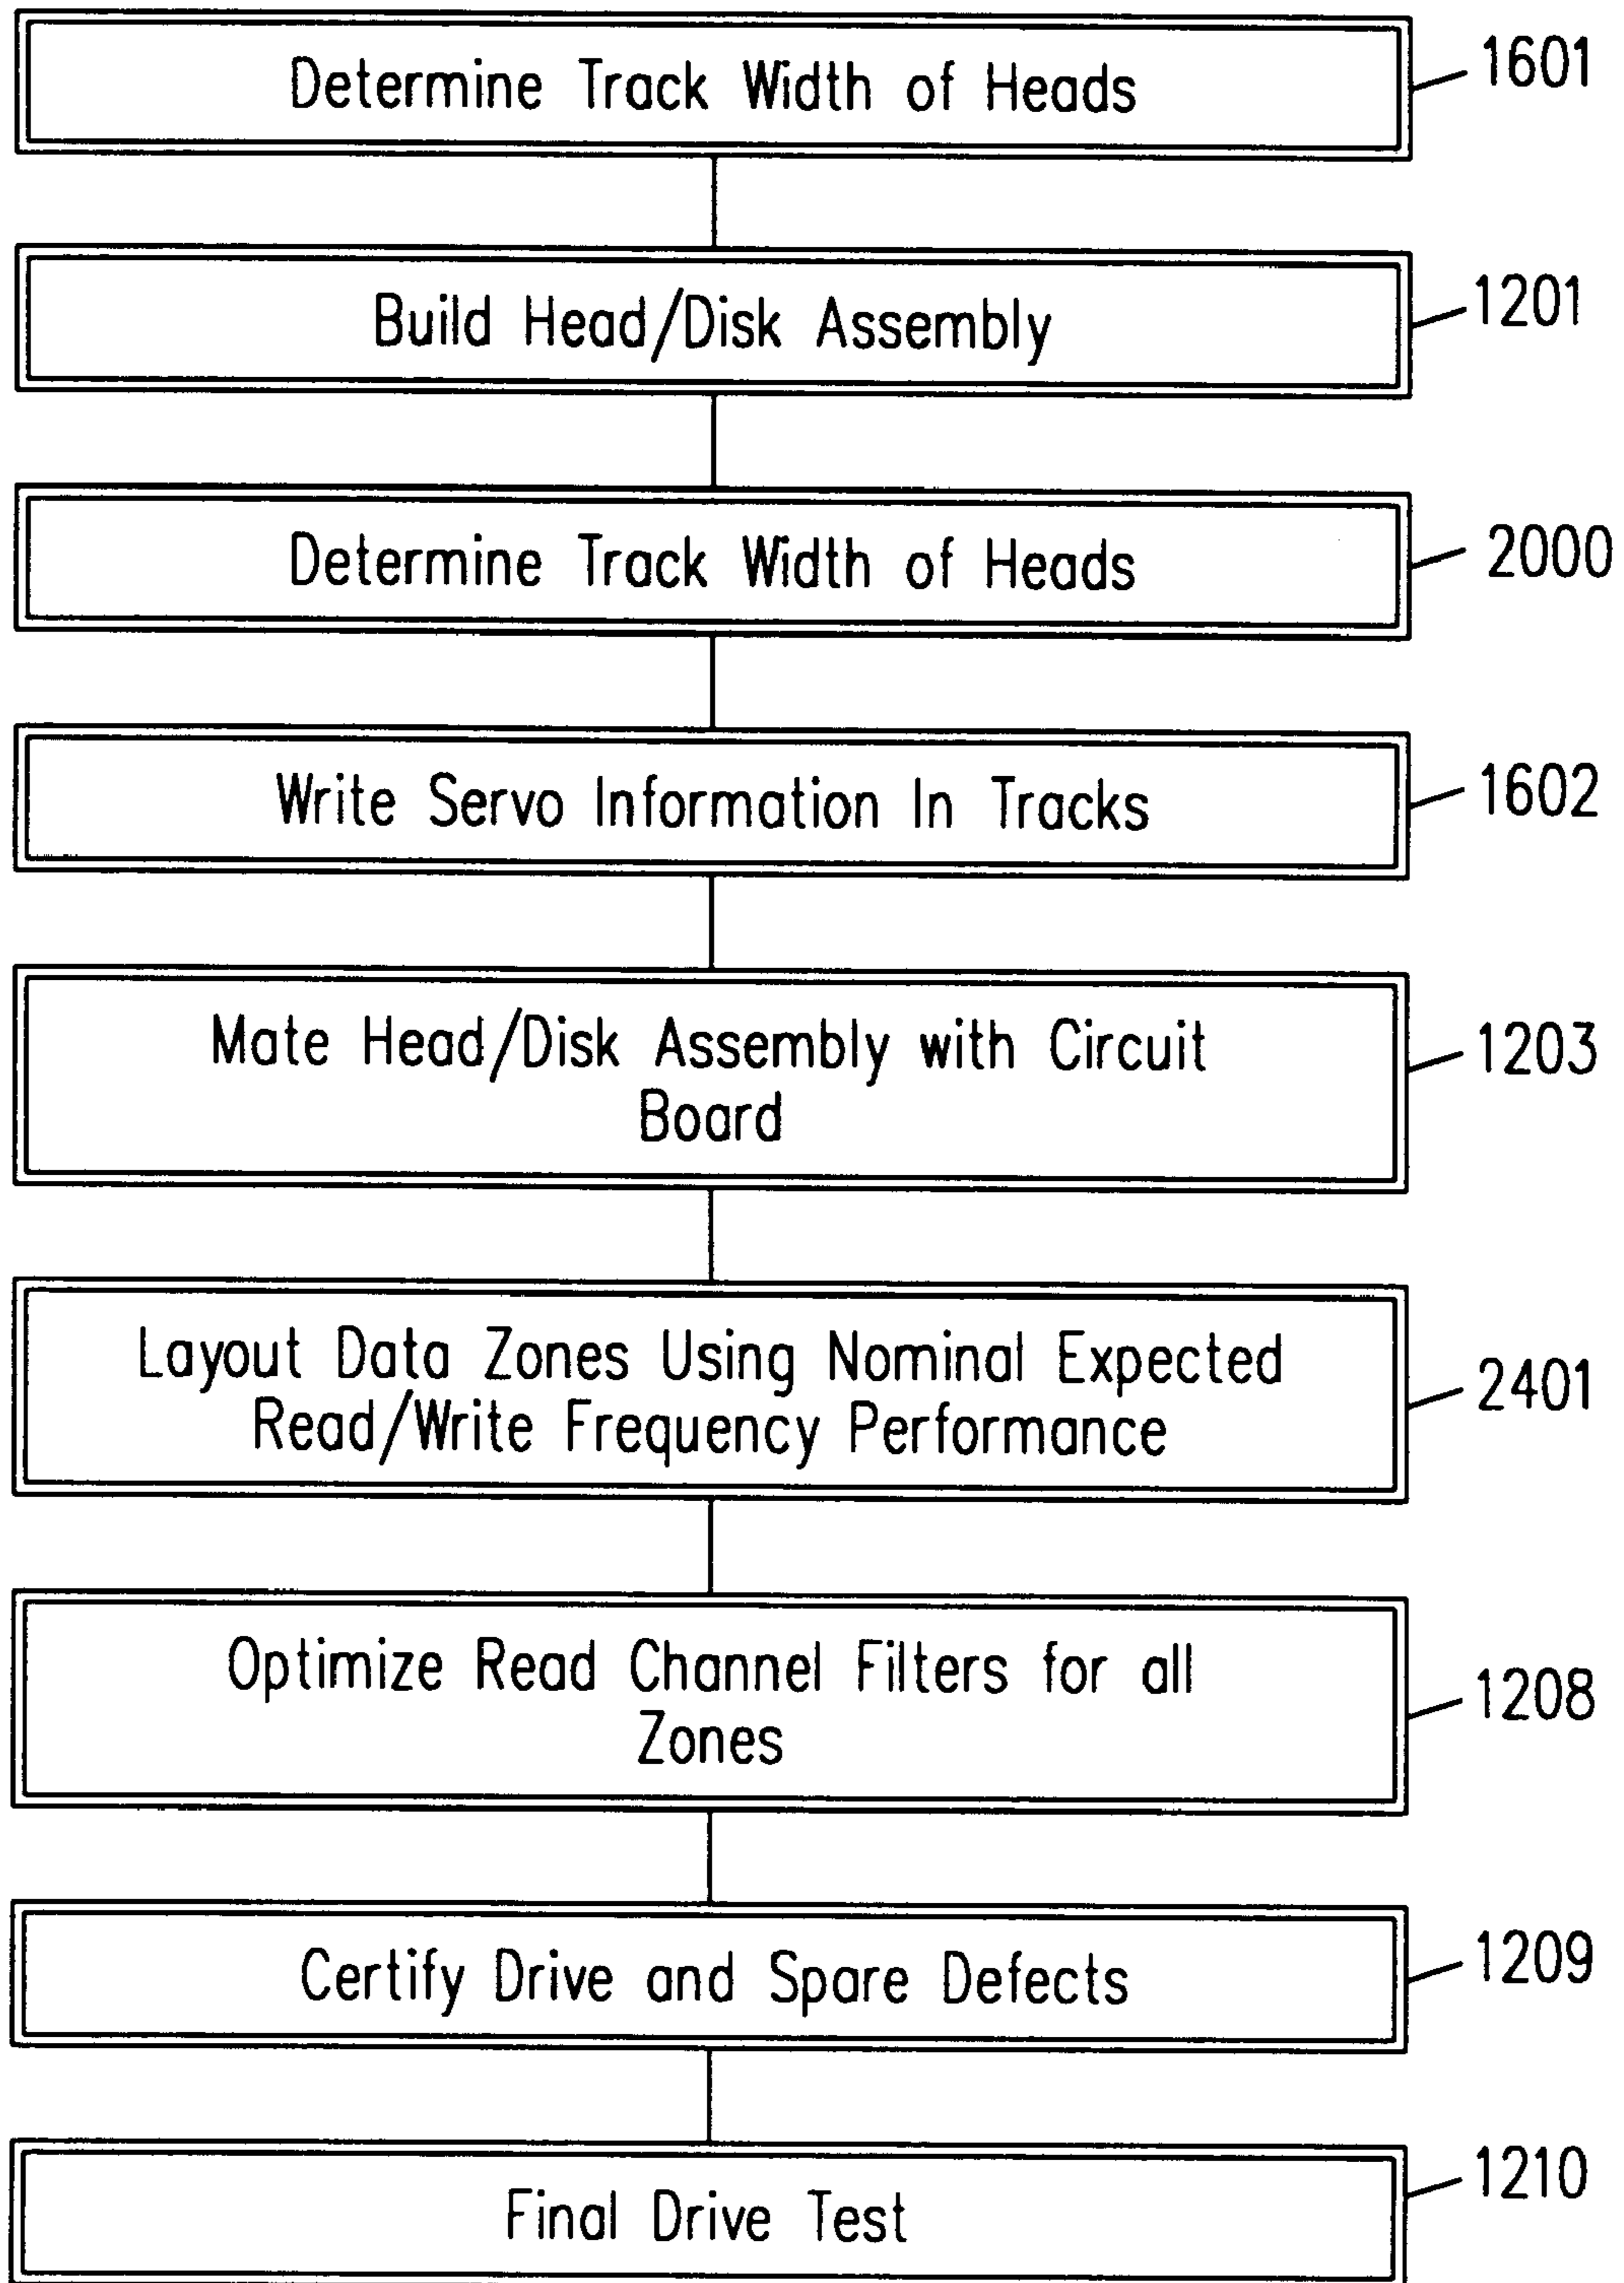 Determine Track Width of Heads
1601
Build Head/Disk Assembly
1201
Determine Track Width of Heads
2000
Write Servo Information In Tracks
1602
Mate Head/Disk Assembly with Circuit
Board
1203
Layout Data Zones Using Nominal Expected
Read/Write Frequency Performance
2401
Optimize Read Channel Filters for all
Zones
1208
Certify Drive and Spare Defects
1209
Final Drive Test
1210